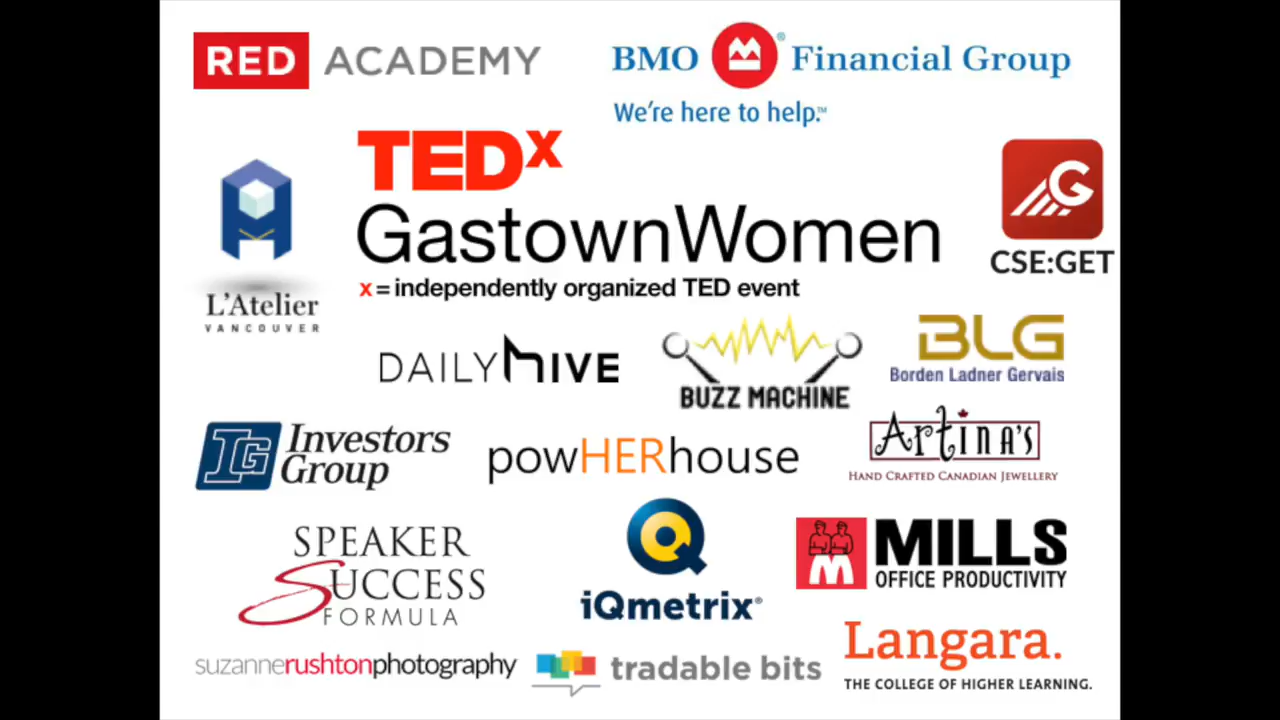 RED ACADEMY
BMO Financial Group
We're here to help.™
TEDx
GastownWomen
x = independently organized TED event
L'Atelier
VANCOUVER
G
CSE:GET
DAILY HIVE
BUZZ MACHINE
BLG
Borden Ladner Gervais
IG Investors
Group
powHERhouse
Artina's
HAND CRAFTED CANADIAN JEWELLERY
SPEAKER
SUCCESS
FORMULA
Q
iQmetrix®
M MILLS
OFFICE PRODUCTIVITY
suzannerushtonphotography
tradable bits
Langara.
THE COLLEGE OF HIGHER LEARNING.